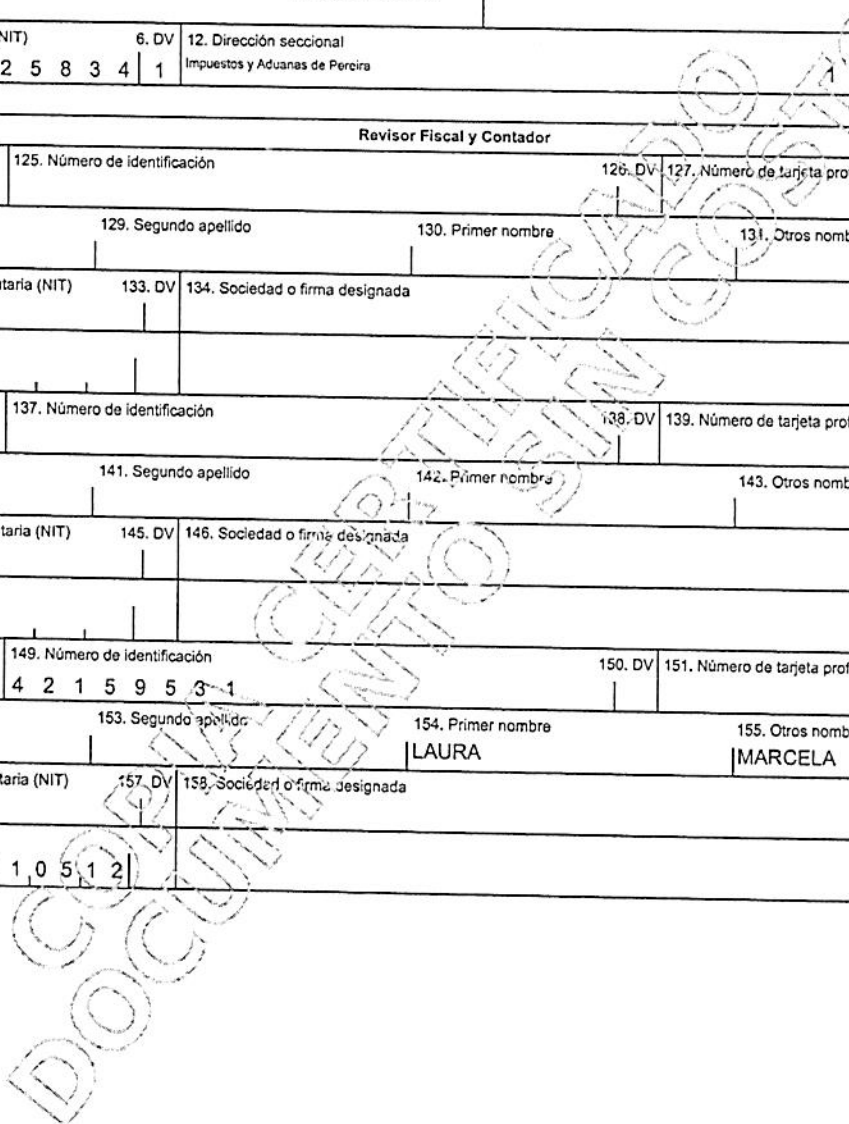 NIT) 6. DV 12. Dirección seccional
2 5 8 3 4 1 Impuestos y Aduanas de Pereira 1
Revisor Fiscal y Contador
125. Número de identificación 126. DV 127. Número de tarjeta prof
129. Segundo apellido 130. Primer nombre 131. Otros nomb
taria (NIT) 133. DV 134. Sociedad o firma designada
137. Número de identificación 138. DV 139. Número de tarjeta prof
141. Segundo apellido 142. Primer nombre 143. Otros nomb
taria (NIT) 145. DV 146. Sociedad o firma designada
149. Número de identificación 150. DV 151. Número de tarjeta prof
4 2 1 5 9 5 3 1
153. Segundo apellido 154. Primer nombre 155. Otros nomb
LAURA MARCELA
taria (NIT) 157. DV 158. Sociedad o firma designada
1 0 5 1 2
COPIA CERTIFICADO
DOCUMENTO SIN COSTO